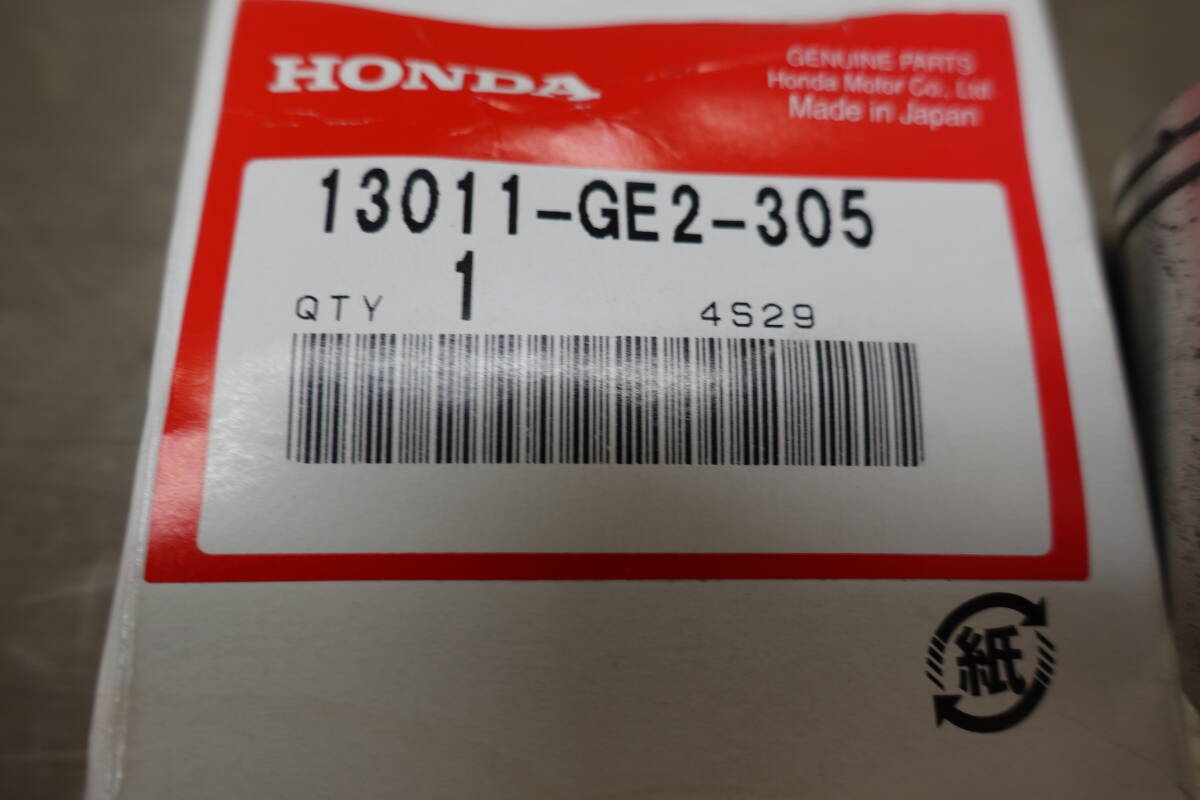 HONDA
GENUINE PARTS
Honda Motor Co., Ltd.
Made in Japan
13011-GE2-305
QTY 1 4S29
紙